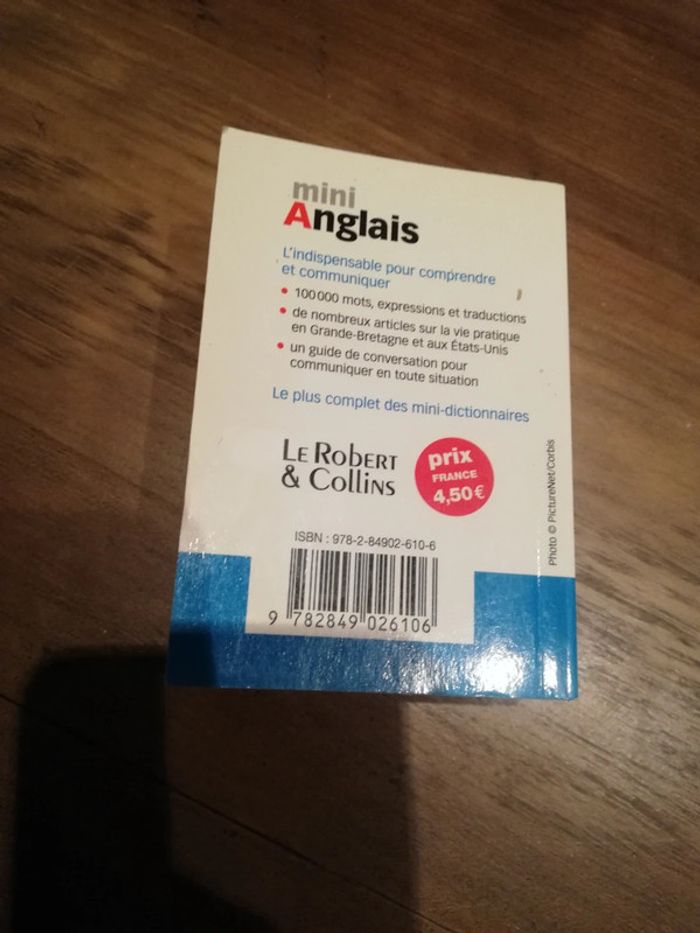 mini
Anglais
L'indispensable pour comprendre
et communiquer
• 100 000 mots, expressions et traductions
• de nombreux articles sur la vie pratique
en Grande-Bretagne et aux États-Unis
• un guide de conversation pour
communiquer en toute situation
Le plus complet des mini-dictionnaires
LE ROBERT
& COLLINS
prix
FRANCE
4,50 €
Photo © PictureNet/Corbis
ISBN : 978-2-84902-610-6
9 782849 026106